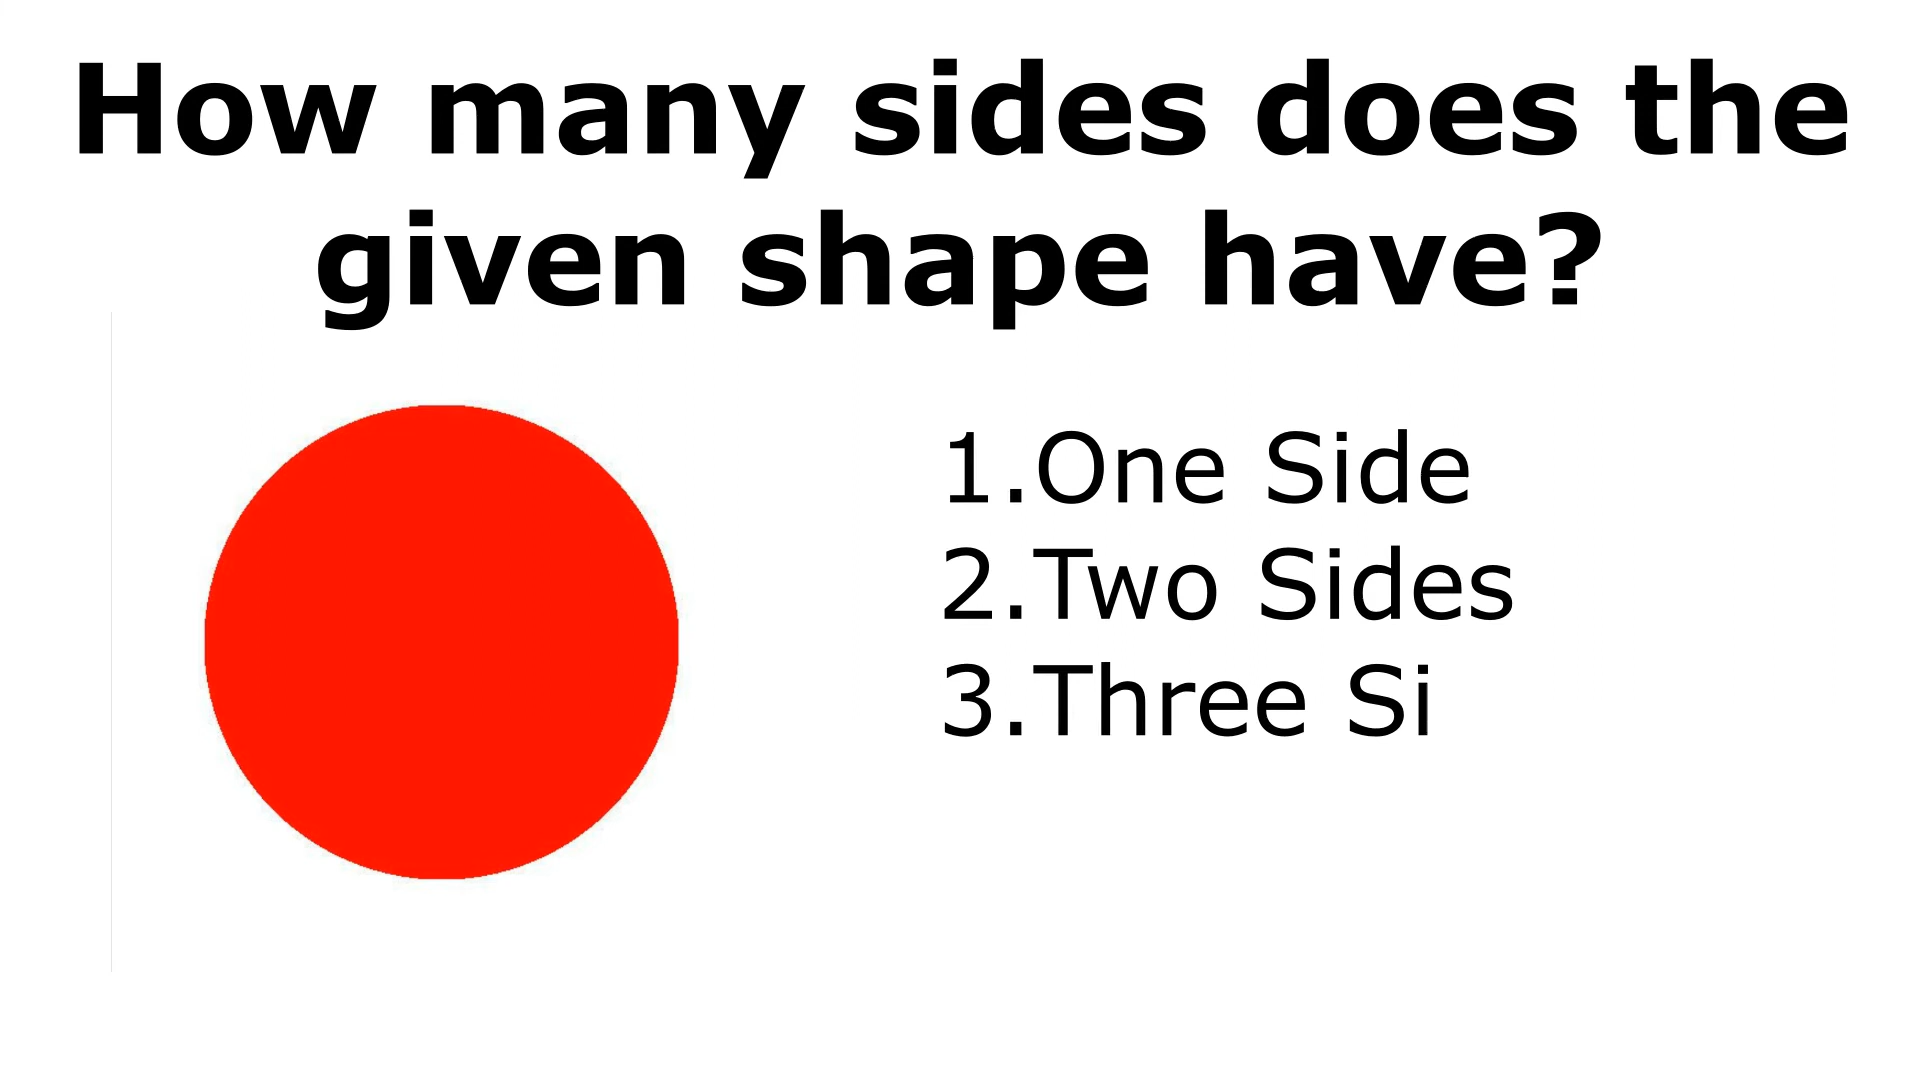 How many sides does the
given shape have?
1.One Side
2.Two Sides
3.Three Si